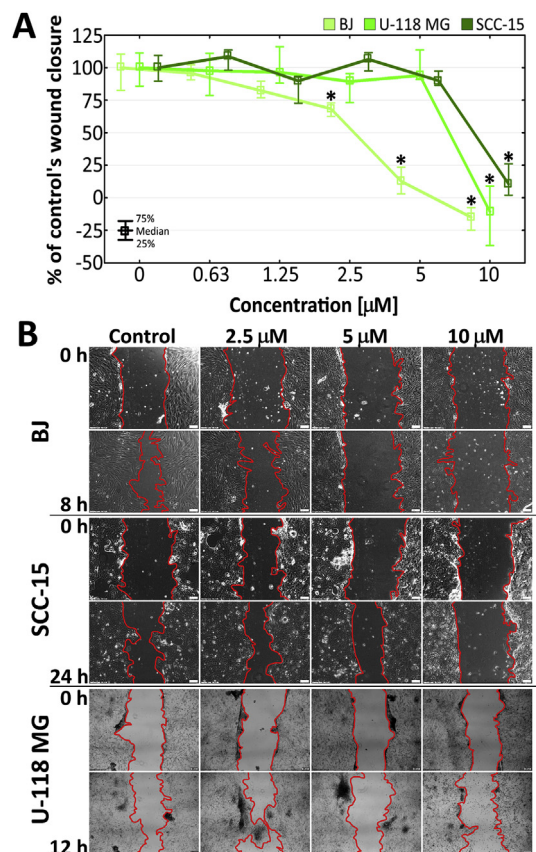 A
BJ U-118 MG SCC-15
% of control's wound closure
125
100
75
50
25
0
-25
-50
* * * * *
75%
Median
25%
0 0.63 1.25 2.5 5 10
Concentration [µM]
B
Control 2.5 µM 5 µM 10 µM
0 h
BJ
8 h
0 h
SCC-15
24 h
0 h
U-118 MG
12 h